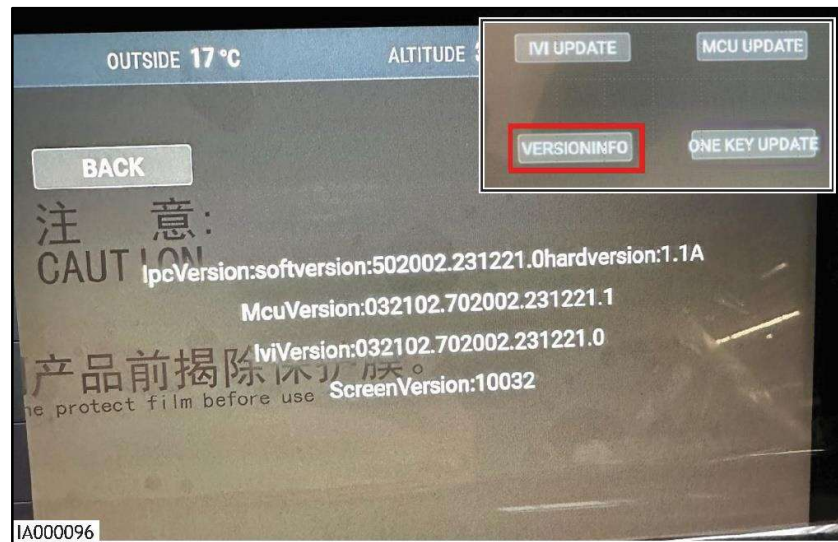 OUTSIDE 17 °C
ALTITUDE
IVI UPDATE
MCU UPDATE
VERSIONINFO
ONE KEY UPDATE
BACK
注 意:
CAUTION
IpcVersion:softversion:502002.231221.0hardversion:1.1A
McuVersion:032102.702002.231221.1
IviVersion:032102.702002.231221.0
产品前揭除保护膜。
protect film before use
ScreenVersion:10032
IA000096